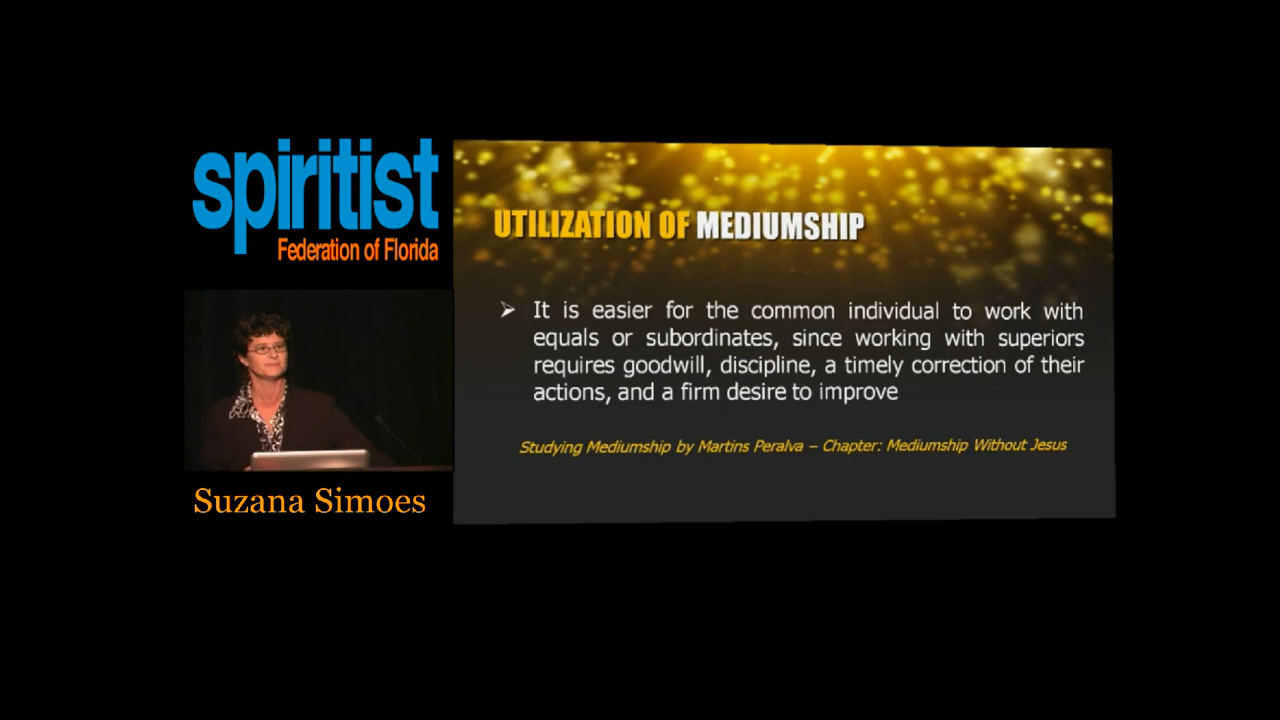 spiritist
Federation of Florida
Suzana Simoes
UTILIZATION OF MEDIUMSHIP
➢ It is easier for the common individual to work with
equals or subordinates, since working with superiors
requires goodwill, discipline, a timely correction of their
actions, and a firm desire to improve
Studying Mediumship by Martins Peralva – Chapter: Mediumship Without Jesus